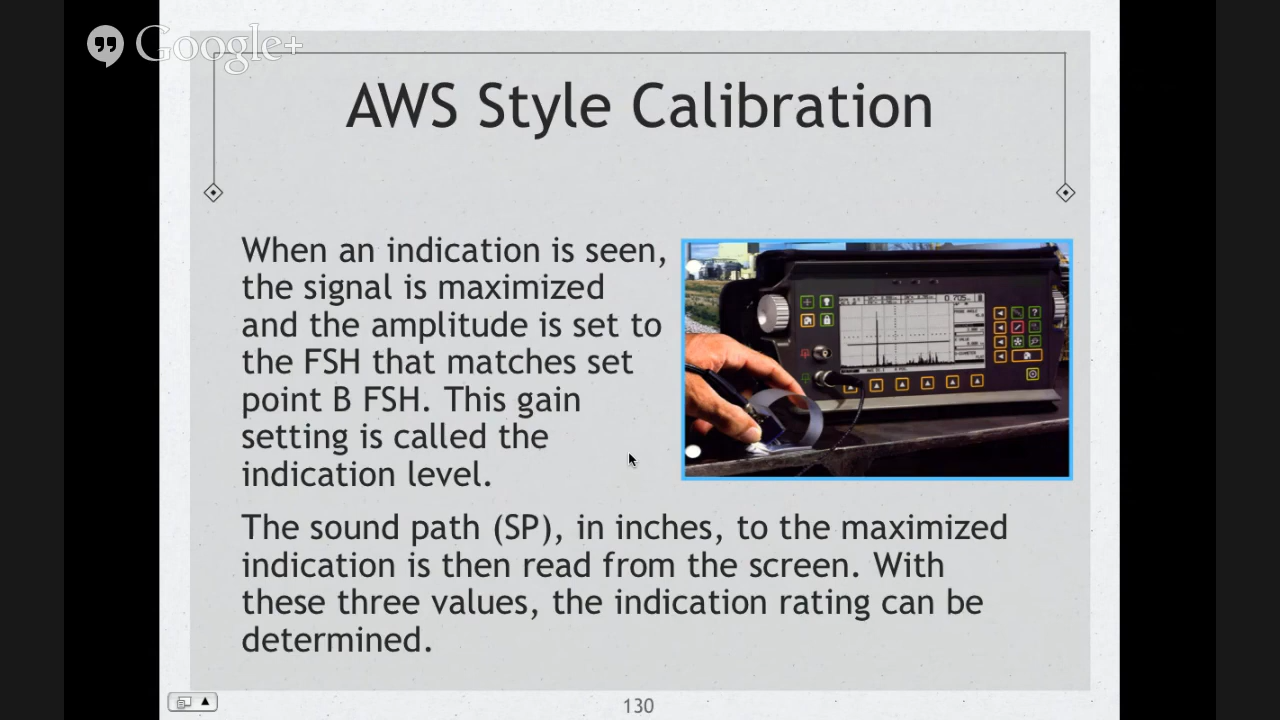 Google+
AWS Style Calibration
When an indication is seen,
the signal is maximized
and the amplitude is set to
the FSH that matches set
point B FSH. This gain
setting is called the
indication level.
The sound path (SP), in inches, to the maximized
indication is then read from the screen. With
these three values, the indication rating can be
determined.
130